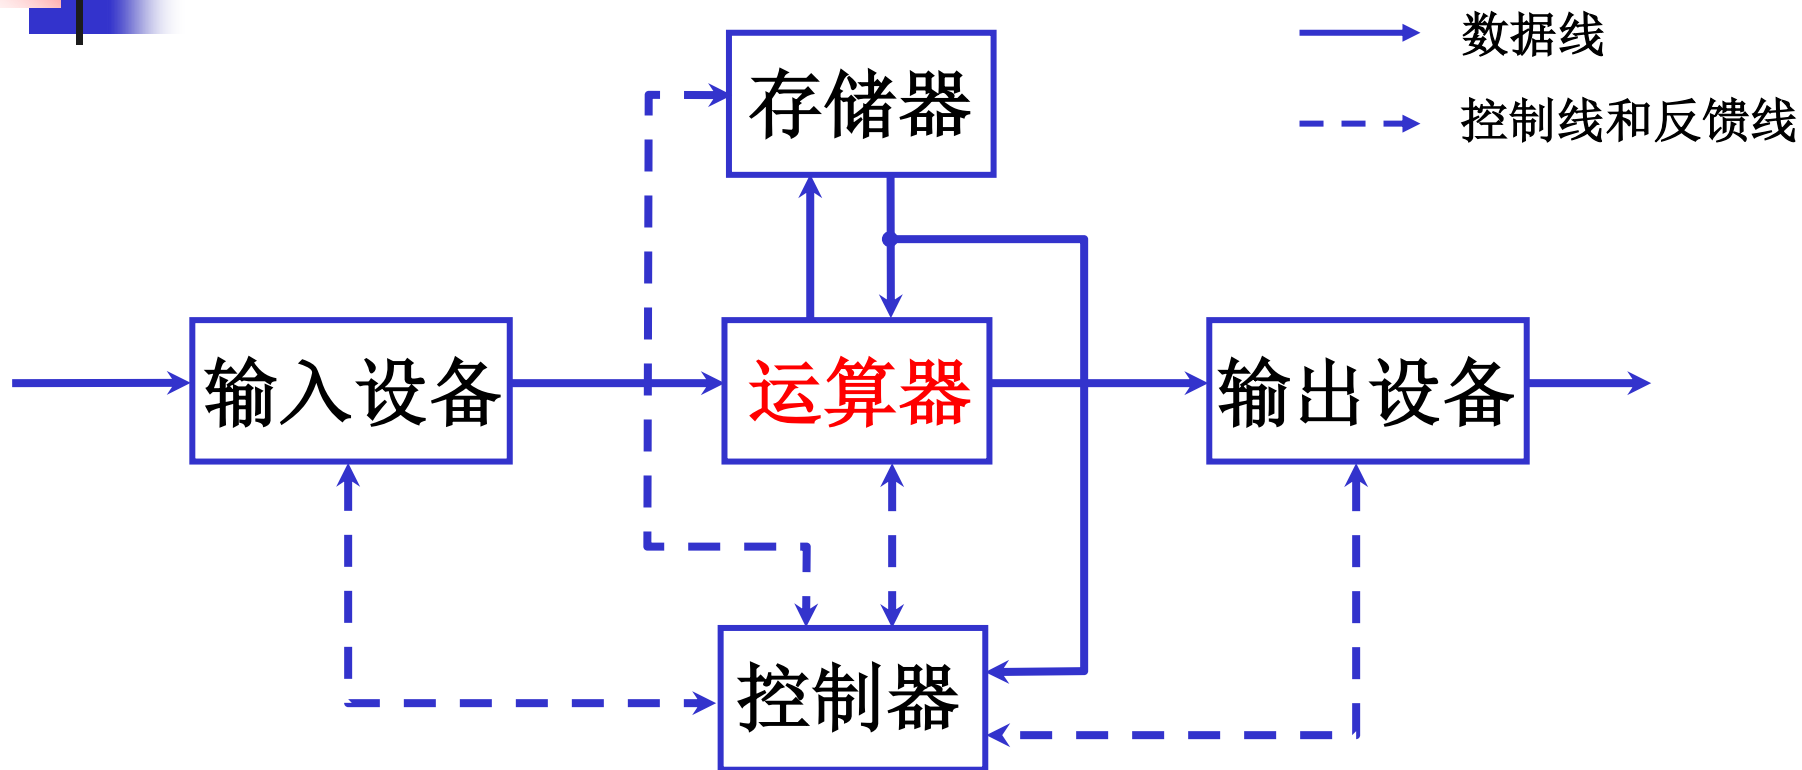 数据线
控制线和反馈线
存储器
输入设备
运算器
输出设备
控制器